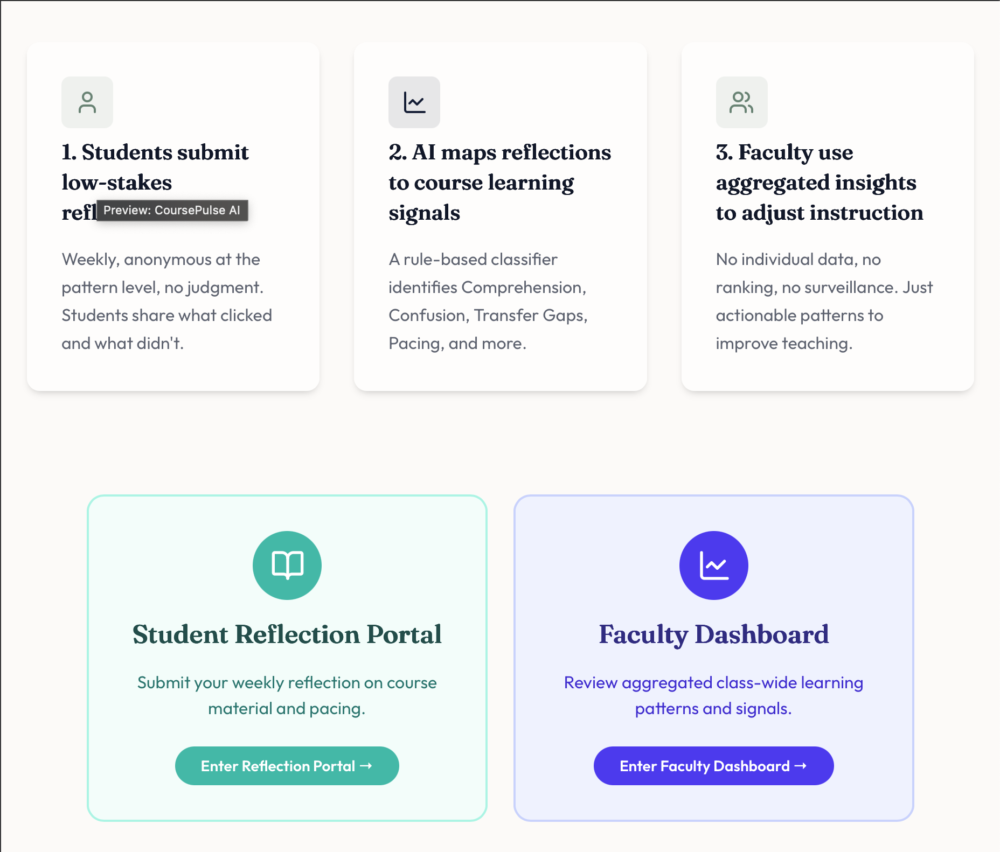 1. Students submit
low-stakes
refl
Preview: CoursePulse AI
Weekly, anonymous at the
pattern level, no judgment.
Students share what clicked
and what didn't.
2. AI maps reflections
to course learning
signals
A rule-based classifier
identifies Comprehension,
Confusion, Transfer Gaps,
Pacing, and more.
3. Faculty use
aggregated insights
to adjust instruction
No individual data, no
ranking, no surveillance. Just
actionable patterns to
improve teaching.
Student Reflection Portal
Submit your weekly reflection on course
material and pacing.
Enter Reflection Portal →
Faculty Dashboard
Review aggregated class-wide learning
patterns and signals.
Enter Faculty Dashboard →